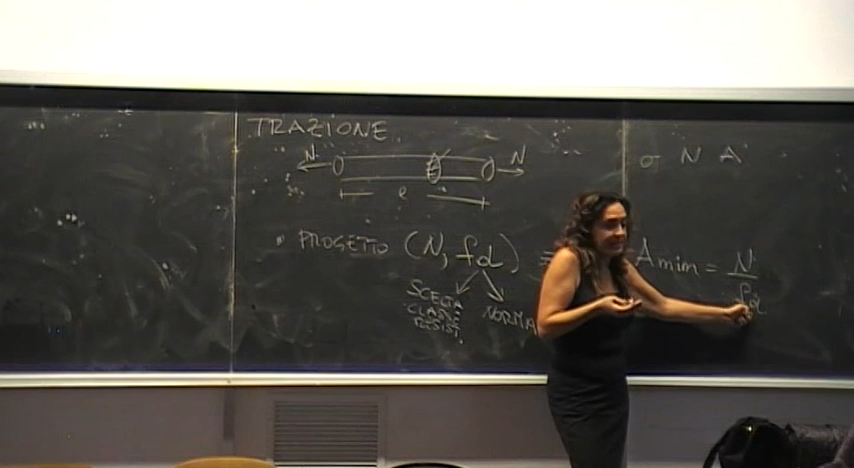 TRAZIONE
N N
l
σ N A
• PROGETTO (N, fd) = Amin = N / fd
SCELTA
CLASSE
RESIST.
NORMA